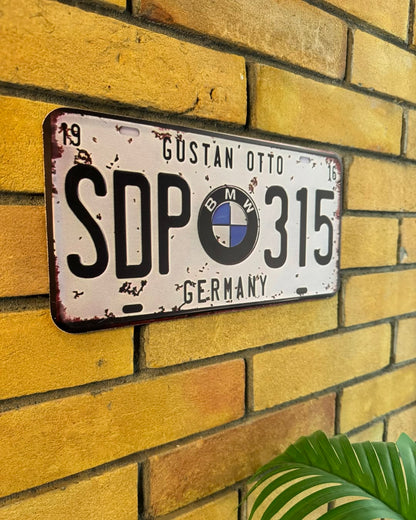 19 GUSTAN OTTO 16
SDP BMW 315
GERMANY